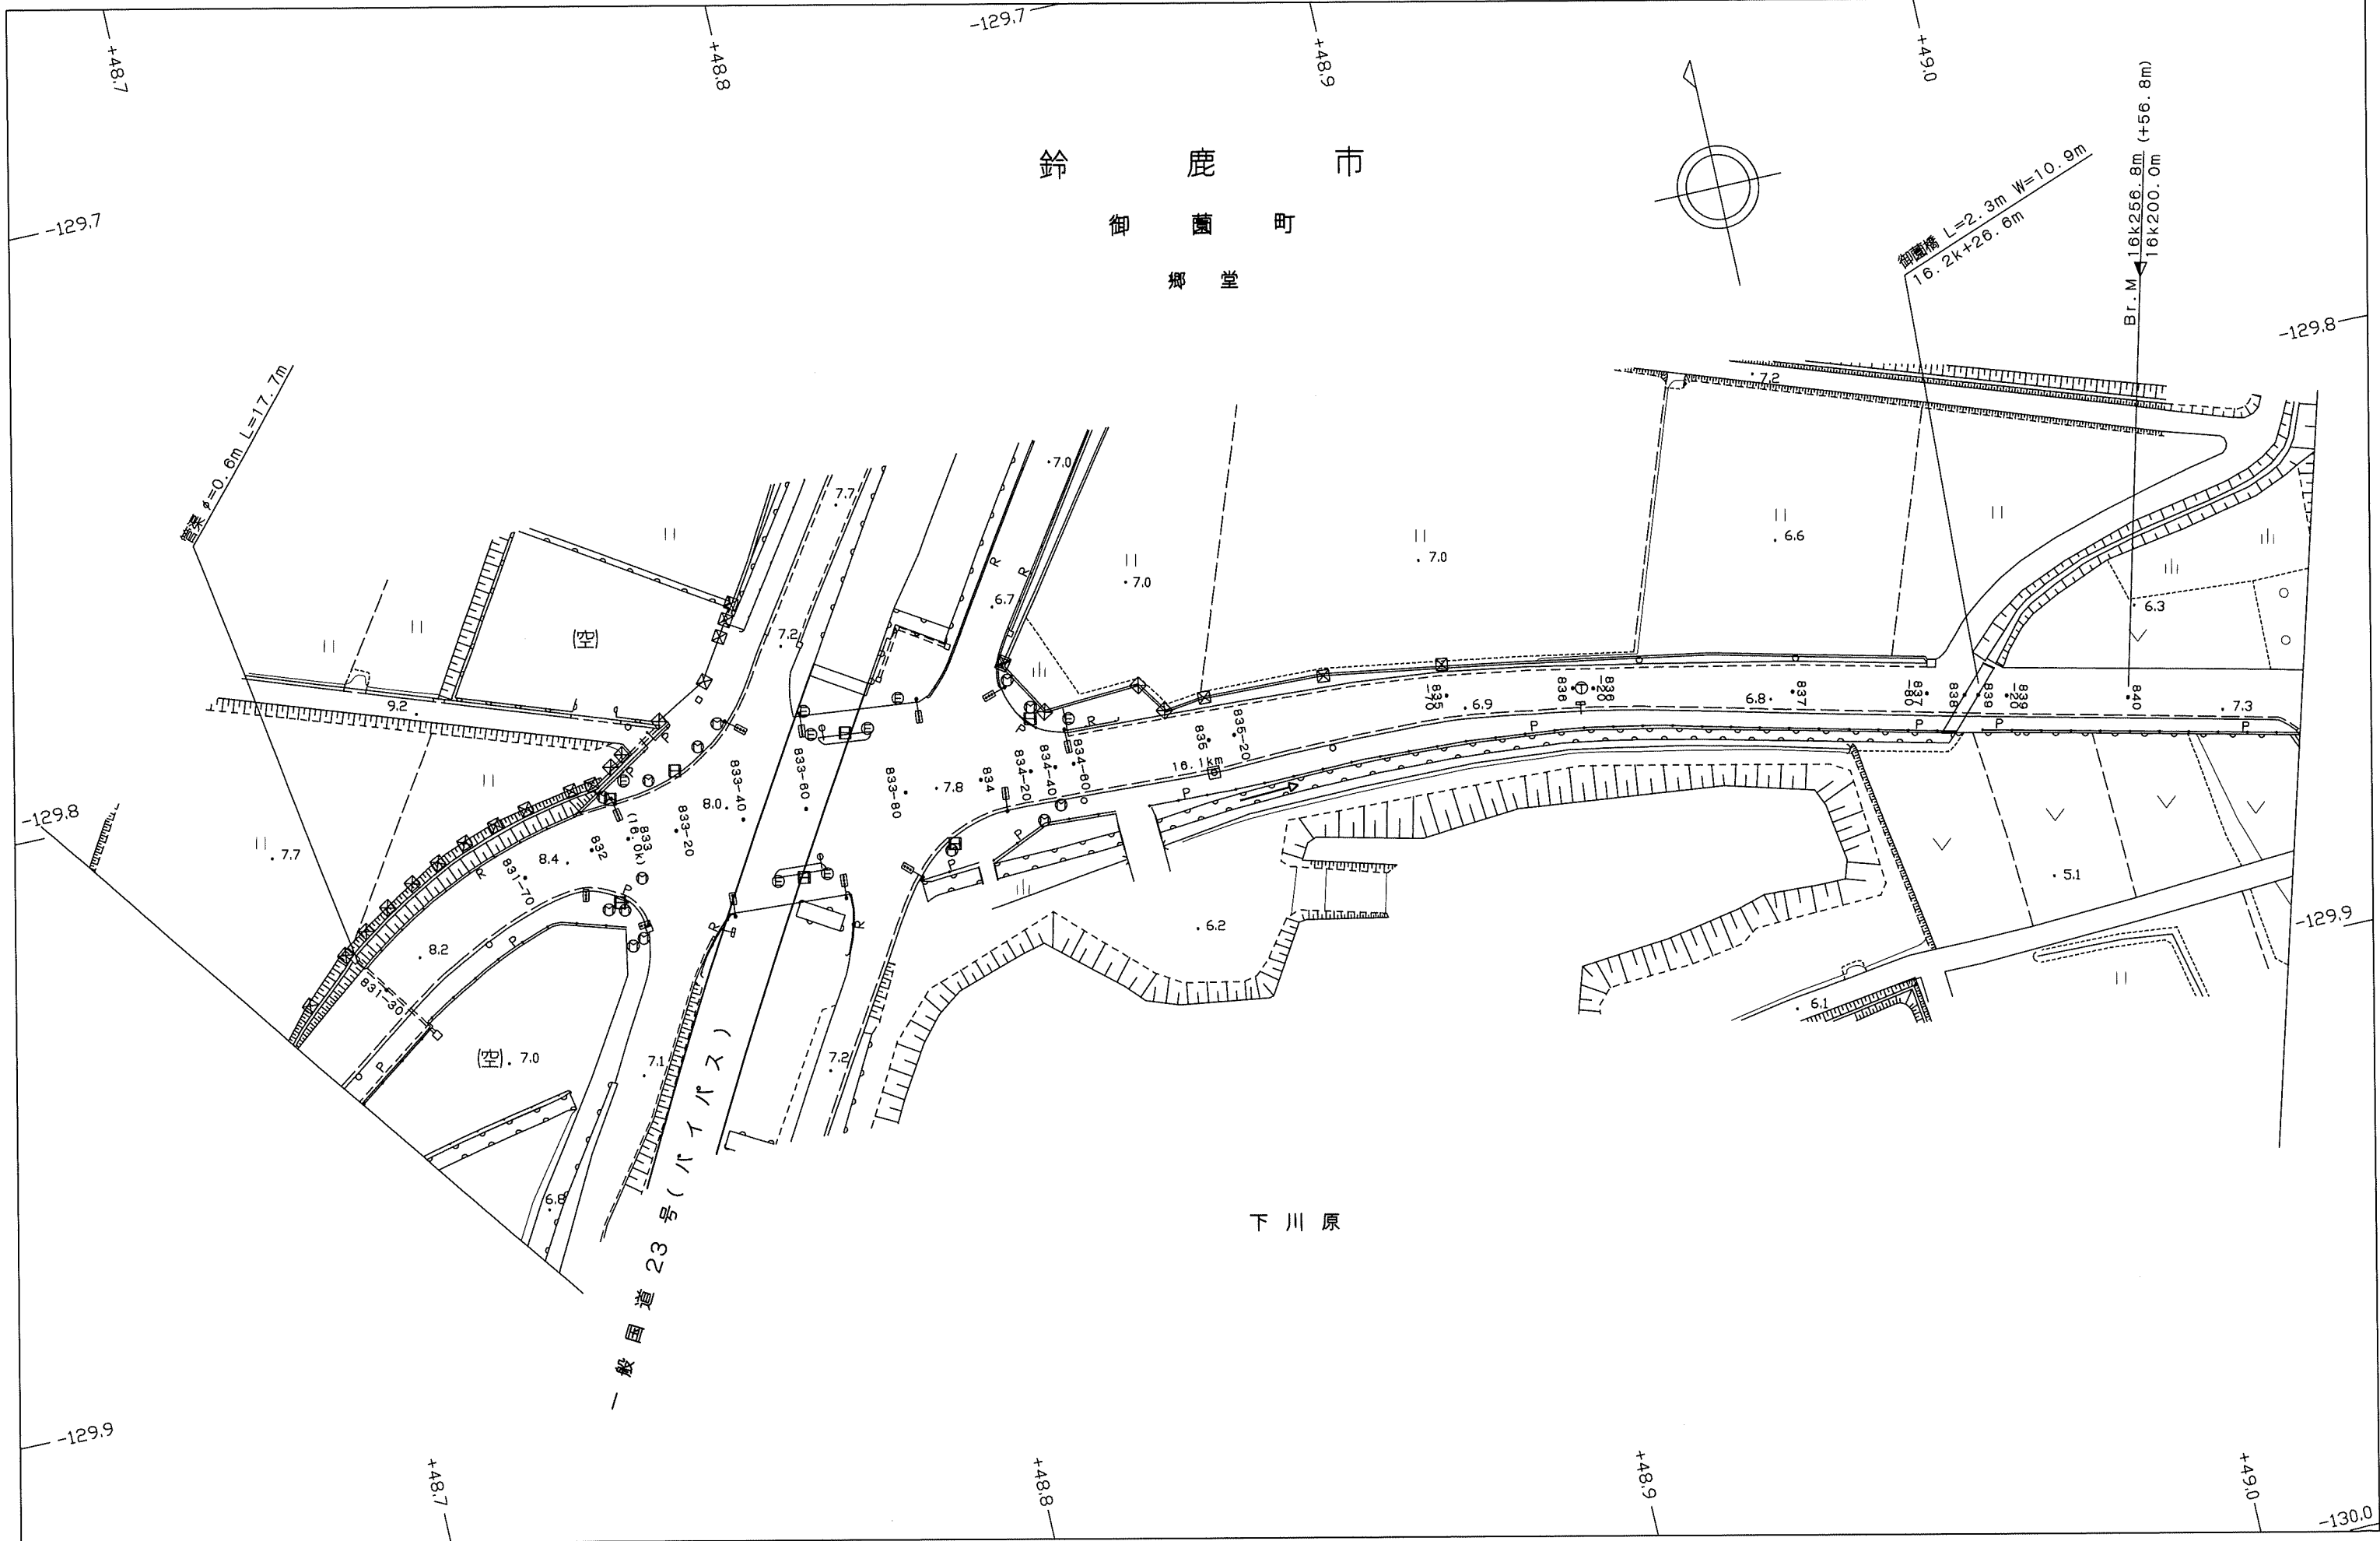 +48.7
+48.8
-129.7
+48.9
+49.0
鈴鹿市
御薗町
郷堂
-129.7
-129.8
御薗橋 L=2.3m W=10.9m
16.2k+26.6m
Br.M 16k256.8m (+56.8m)
16k200.0m
管渠 φ=0.6m L=17.7m
7.2
7.0
7.7
7.0
7.0
6.6
6.7
R
R
7.2
6.3
(空)
9.2
P
P
R
R
8.0
833-40
833-60
833-80
7.8
834
834-20
834-40
834-60
835
835-20
16.1km
835-70
6.9
836
836-20
6.8
837
837-80
838
839
839-20
840
7.3
P
P
P
P
P
P
P
P
-129.8
7.7
R
831-70
8.4
832
833
(16.0k)
833-20
8.2
831-30
P
P
R
R
6.2
5.1
-129.9
6.1
(空)
7.0
7.1
7.2
6.8
一般国道23号(バイパス)
下川原
-129.9
+48.7
+48.8
+48.9
+49.0
-130.0